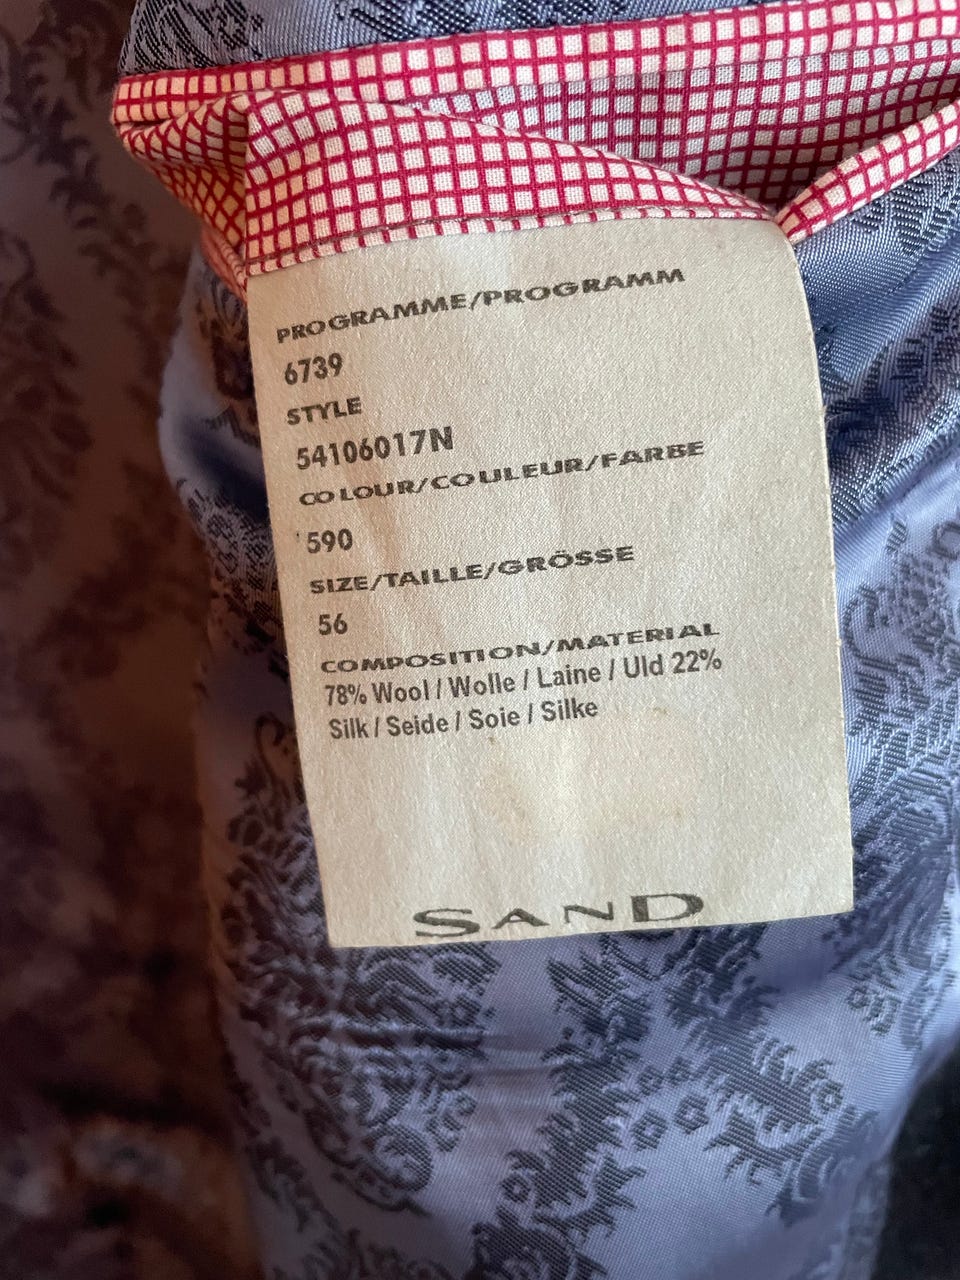 PROGRAMME/PROGRAMM
6739
STYLE
54106017N
COLOUR/COULEUR/FARBE
590
SIZE/TAILLE/GRÖSSE
56
COMPOSITION/MATERIAL
78% Wool / Wolle / Laine / Uld 22%
Silk / Seide / Soie / Silke
SAND